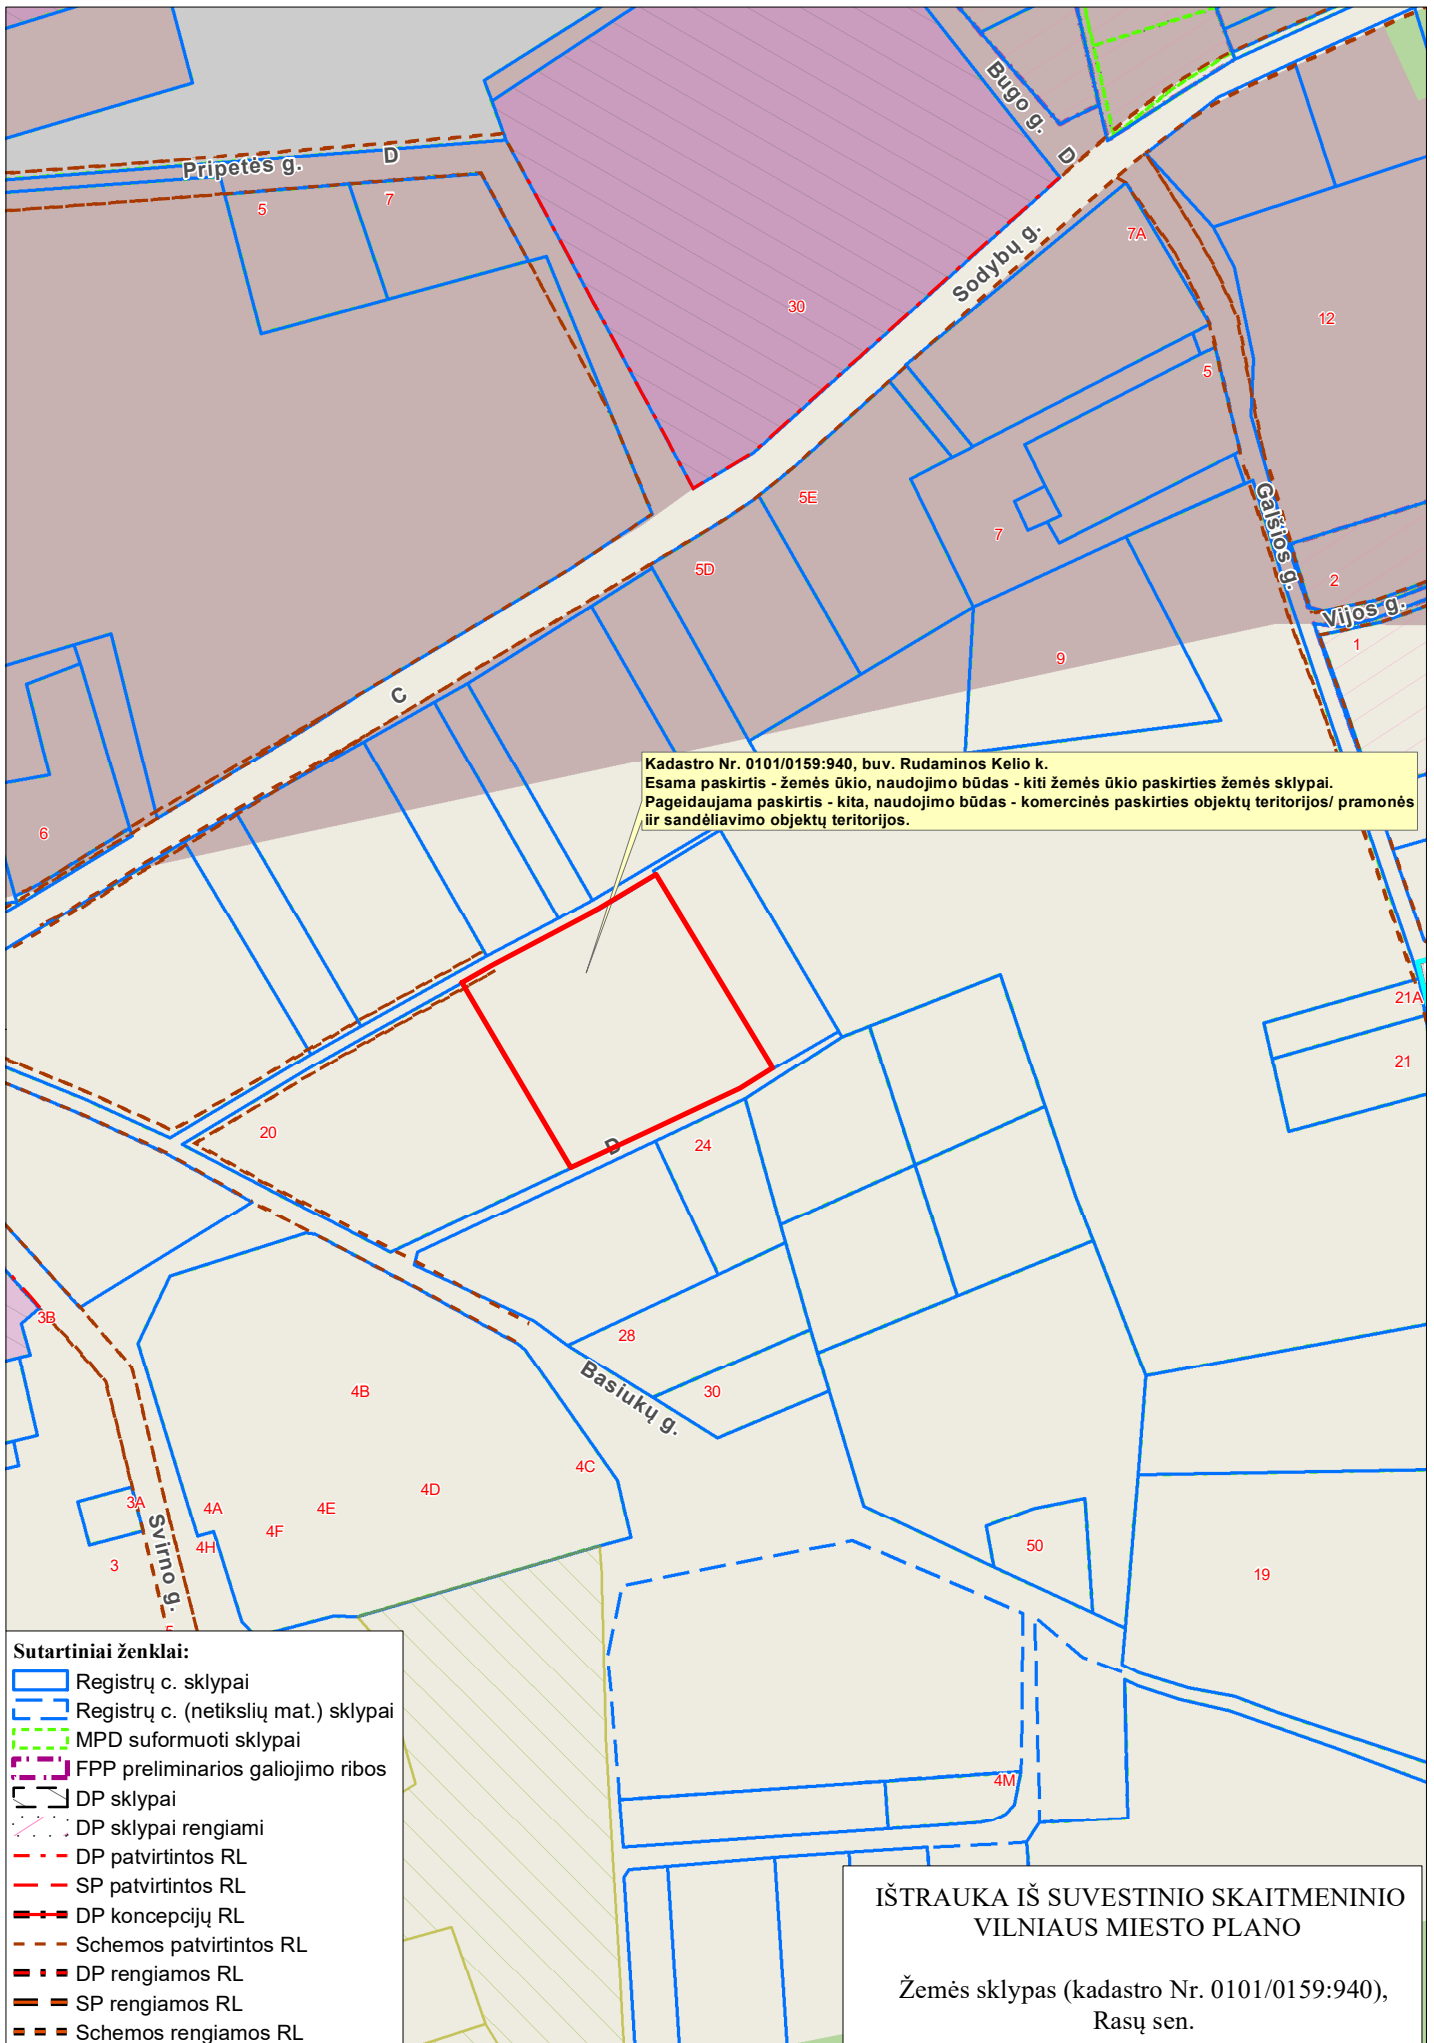 Bugo g.
D
Pripetės g.
D
5
7
7A
Sodybų g.
30
12
5
5E
7
Gaišios g.
5D
2
Vijos g.
1
9
C
Kadastro Nr. 0101/0159:940, buv. Rudaminos Kelio k.
Esama paskirtis - žemės ūkio, naudojimo būdas - kiti žemės ūkio paskirties žemės sklypai.
Pageidaujama paskirtis - kita, naudojimo būdas - komercinės paskirties objektų teritorijos/ pramonės
iir sandėliavimo objektų teritorijos.
6
21A
21
20
D
24
3B
28
4B
30
Basiukų g.
4C
4D
3A
4A
4E
4F
4H
Svirno g.
3
50
19
5
4M
Sutartiniai ženklai:
Registrų c. sklypai
Registrų c. (netikslių mat.) sklypai
MPD suformuoti sklypai
FPP preliminarios galiojimo ribos
DP sklypai
DP sklypai rengiami
DP patvirtintos RL
SP patvirtintos RL
DP koncepcijų RL
Schemos patvirtintos RL
DP rengiamos RL
SP rengiamos RL
Schemos rengiamos RL
IŠTRAUKA IŠ SUVESTINIO SKAITMENINIO
VILNIAUS MIESTO PLANO
Žemės sklypas (kadastro Nr. 0101/0159:940),
Rasų sen.